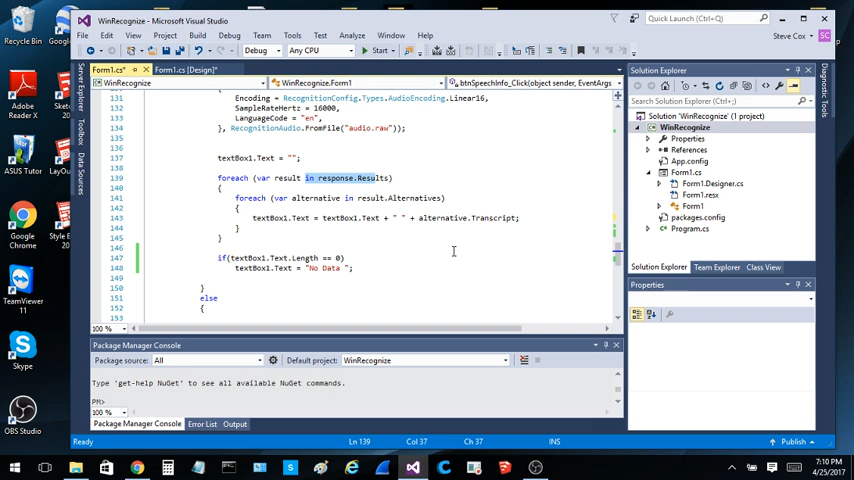 WinRecognize - Microsoft Visual Studio
Quick Launch (Ctrl+Q)
File Edit View Project Build Debug Team Tools Test Analyze Window Help
Steve Cox
SC
Debug Any CPU Start
Form1.cs* Form1.cs [Design]*
WinRecognize WinRecognize.Form1 btnSpeechInfo_Click(object sender, EventArgs
131 Encoding = RecognitionConfig.Types.AudioEncoding.Linear16,
132 SampleRateHertz = 16000,
133 LanguageCode = "en",
134 }, RecognitionAudio.FromFile("audio.raw"));
135
136
137 textBox1.Text = "";
138
139 foreach (var result in response.Results)
140 {
141 foreach (var alternative in result.Alternatives)
142 {
143 textBox1.Text = textBox1.Text + " " + alternative.Transcript;
144 }
145 }
146
147 if(textBox1.Text.Length == 0)
148 textBox1.Text = "No Data ";
149
150 }
151 else
152 {
153
100 %
Package Manager Console
Package source: All Default project: WinRecognize
Type 'get-help NuGet' to see all available NuGet commands.
PM>
100 %
Package Manager Console Error List Output
Ready Ln 139 Col 37 Ch 37 INS Publish
Solution Explorer
Search Solution Explorer (Ctrl+;)
Solution 'WinRecognize' (1 project)
WinRecognize
Properties
References
App.config
Form1.cs
Form1.Designer.cs
Form1.resx
Form1
packages.config
Program.cs
Solution Explorer Team Explorer Class View
Properties
Server Explorer
Toolbox
Data Sources
Diagnostic Tools
Recycle Bin
Adobe
Reader X
ASUS Tutor
TeamViewer
11
Skype
OBS Studio
7:10 PM
4/25/2017